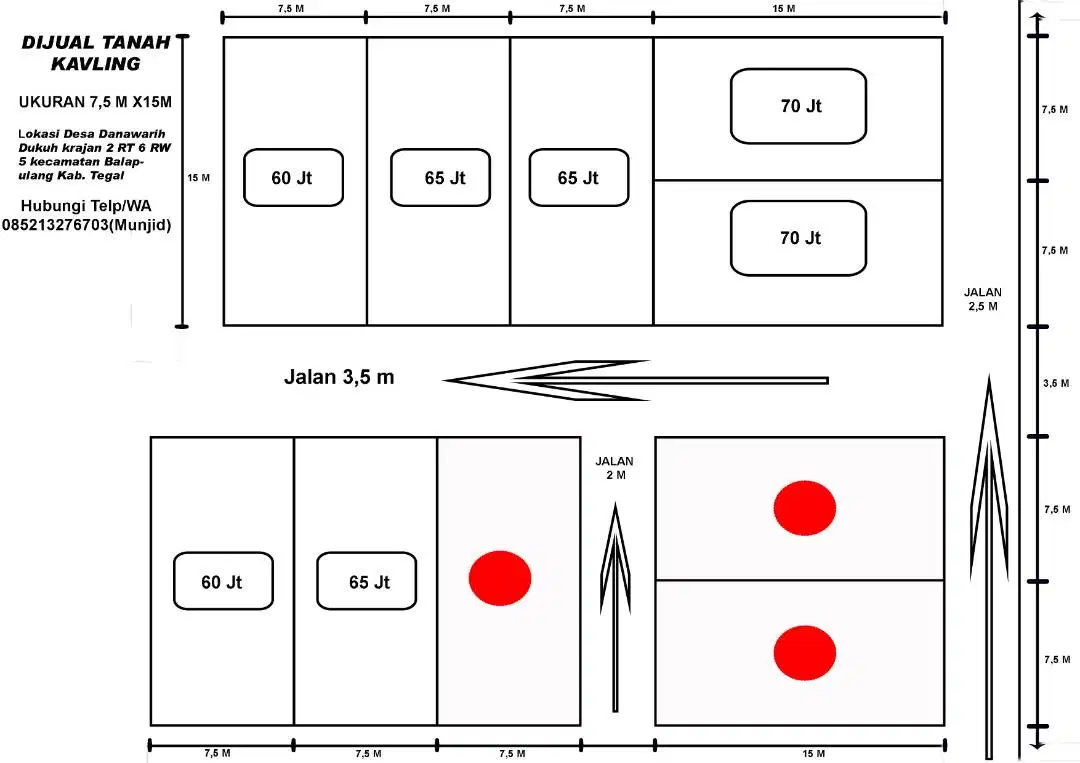 DIJUAL TANAH
KAVLING
UKURAN 7,5 M X15M
Lokasi Desa Danawarih
Dukuh krajan 2 RT 6 RW
5 kecamatan Balap-
ulang Kab. Tegal
Hubungi Telp/WA
085213276703(Munjid)
7,5 M
7,5 M
7,5 M
15 M
15 M
60 Jt
65 Jt
65 Jt
70 Jt
70 Jt
7,5 M
7,5 M
JALAN
2,5 M
Jalan 3,5 m
3,5 M
60 Jt
65 Jt
JALAN
2 M
7,5 M
7,5 M
7,5 M
7,5 M
7,5 M
15 M